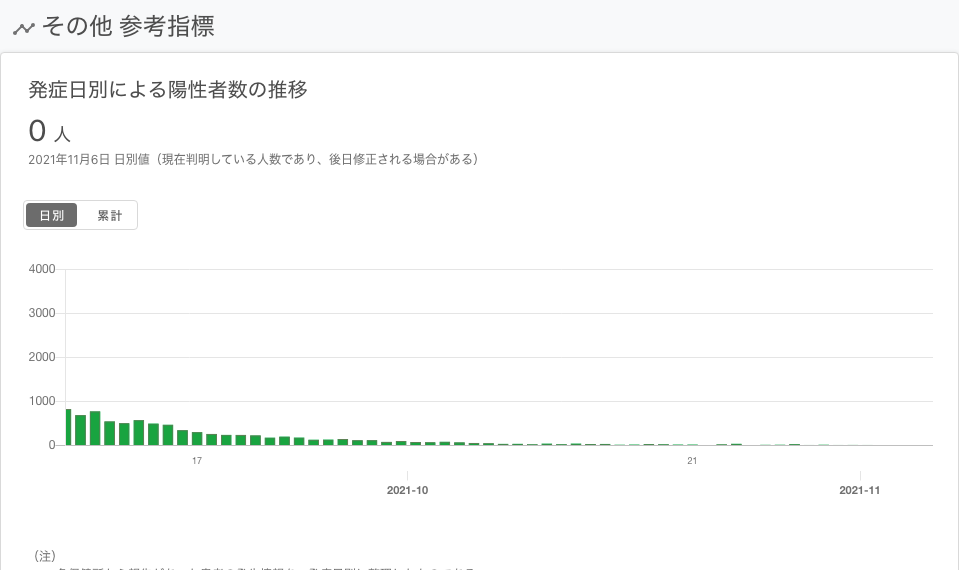 その他 参考指標
発症日別による陽性者数の推移
0 人
2021年11月6日 日別値（現在判明している人数であり、後日修正される場合がある）
日別 累計
4000
3000
2000
1000
0
17 21
2021-10 2021-11
（注）